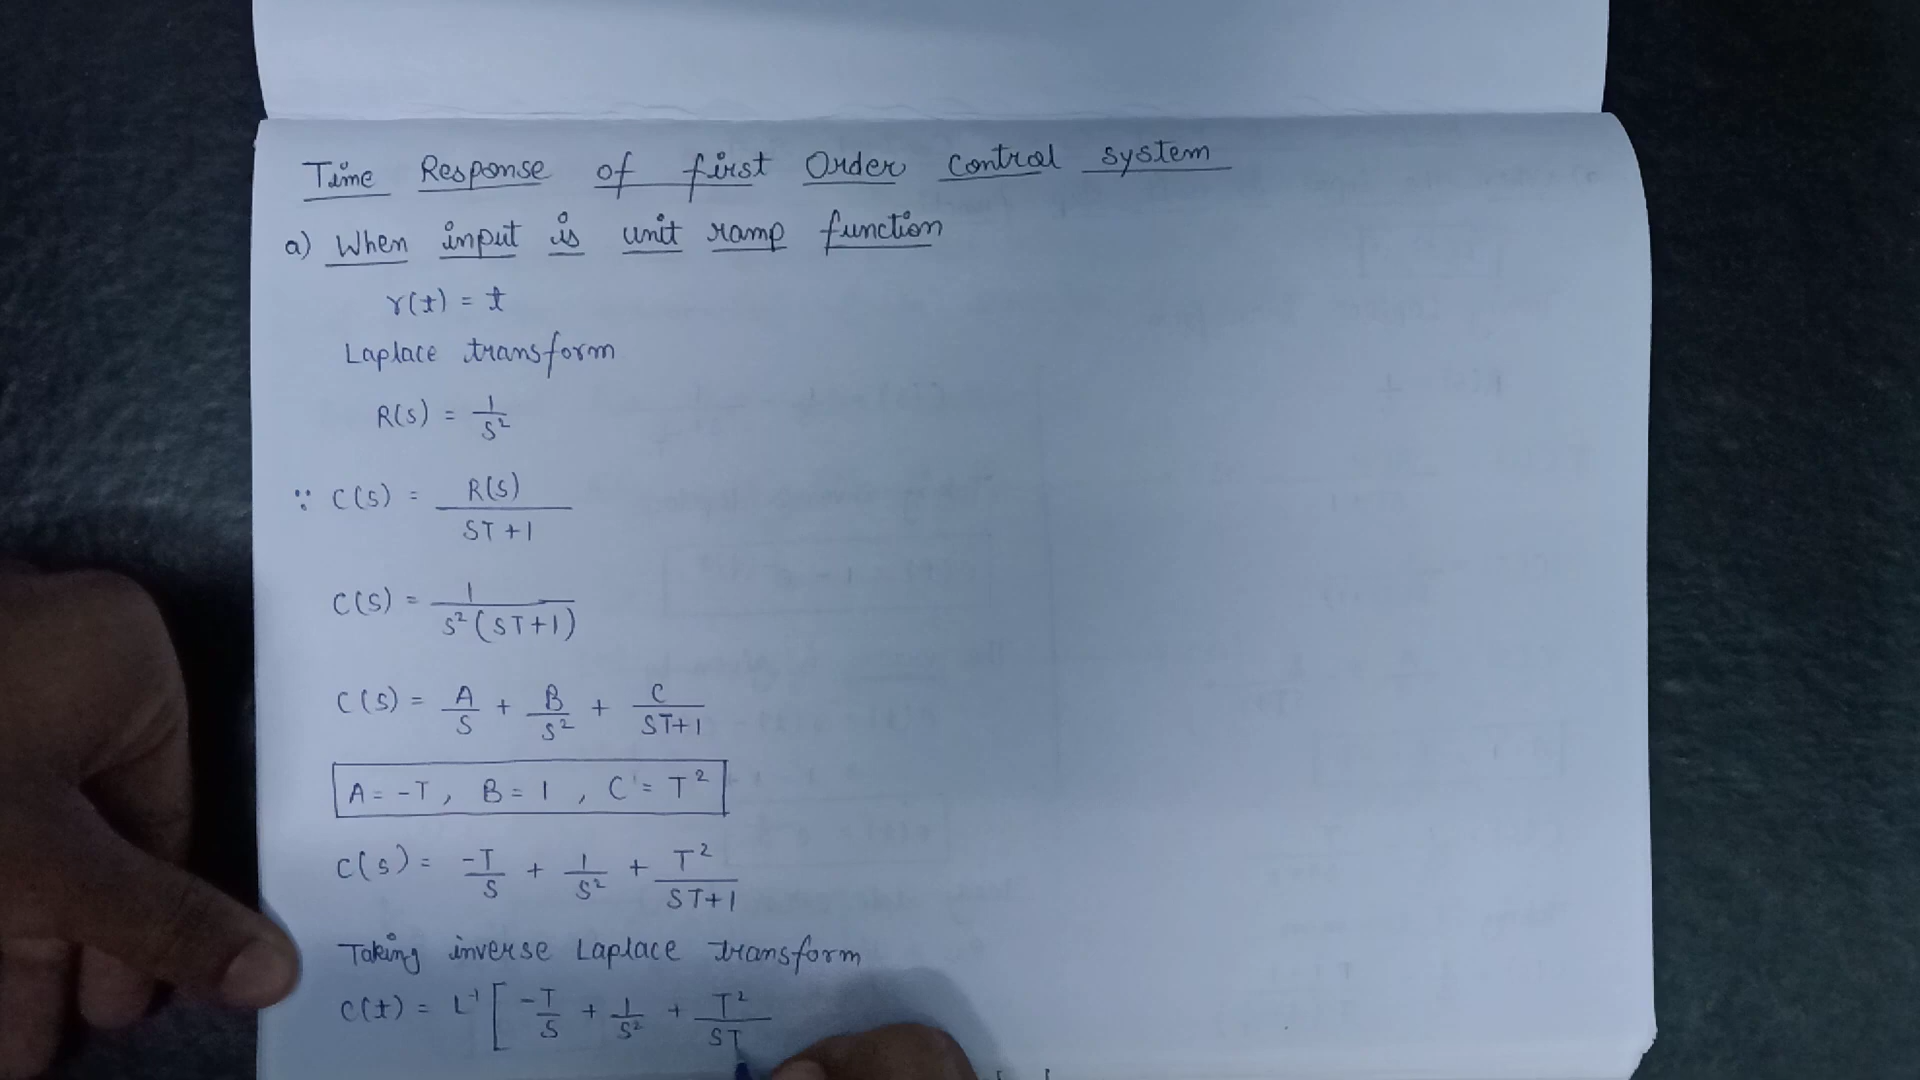 Time Response of first Order control system
a) When input is unit ramp function
r(t) = t
Laplace transform
R(s) = 1/s²
∵ C(s) = R(s)/(ST+1)
C(s) = 1/(s²(ST+1))
C(s) = A/S + B/S² + C/(ST+1)
A = -T, B = 1, C = T²
C(s) = -T/S + 1/S² + T²/(ST+1)
Taking inverse Laplace transform
C(t) = L⁻¹ [ -T/S + 1/S² + T²/ST